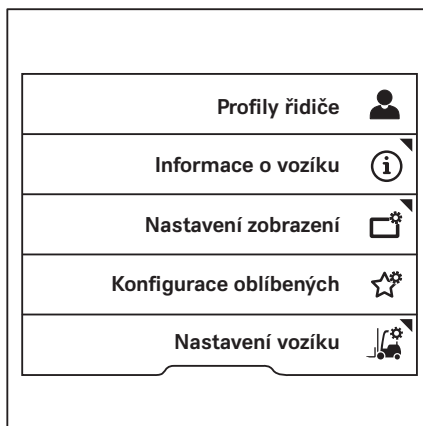 Profily řidiče
Informace o vozíku
Nastavení zobrazení
Konfigurace oblíbených
Nastavení vozíku